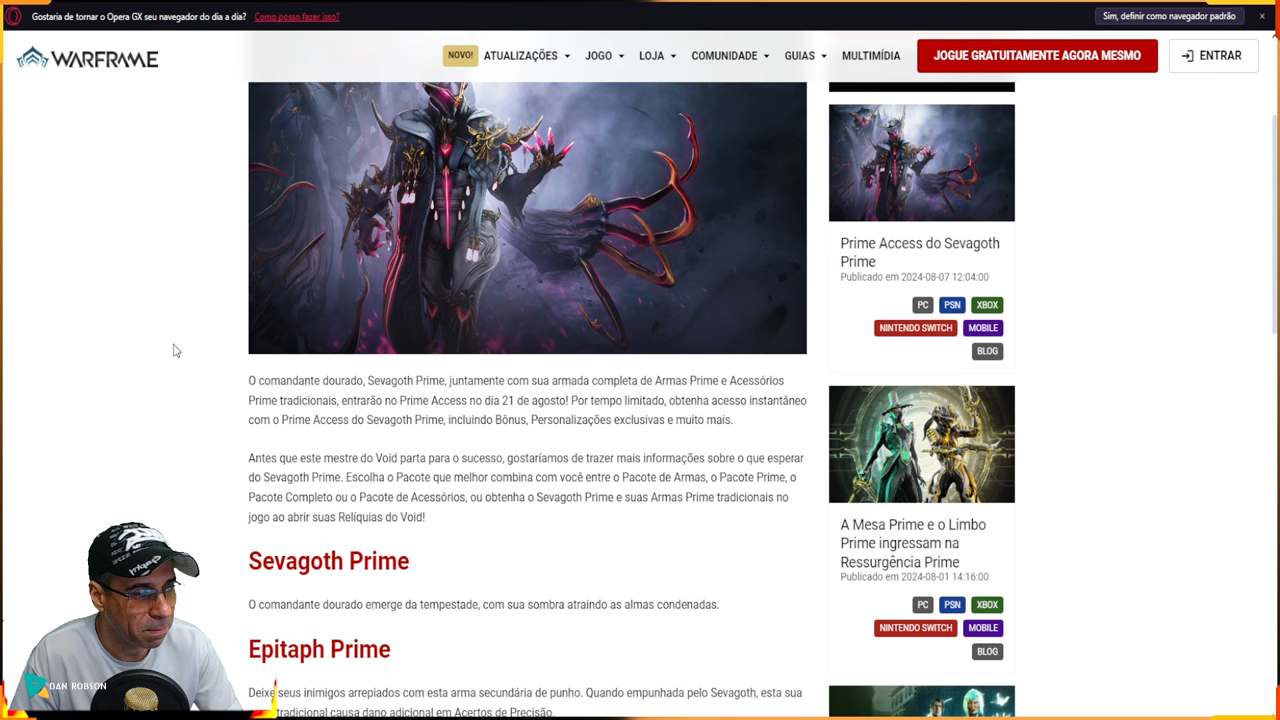 Gostaria de tornar o Opera GX seu navegador do dia a dia? Como posso fazer isso?
Sim, definir como navegador padrão
WARFRAME
NOVO! ATUALIZAÇÕES JOGO LOJA COMUNIDADE GUIAS MULTIMÍDIA
JOGUE GRATUITAMENTE AGORA MESMO
ENTRAR
O comandante dourado, Sevagoth Prime, juntamente com sua armada completa de Armas Prime e Acessórios
Prime tradicionais, entrarão no Prime Access no dia 21 de agosto! Por tempo limitado, obtenha acesso instantâneo
com o Prime Access do Sevagoth Prime, incluindo Bônus, Personalizações exclusivas e muito mais.
Antes que este mestre do Void parta para o sucesso, gostaríamos de trazer mais informações sobre o que esperar
do Sevagoth Prime. Escolha o Pacote que melhor combina com você entre o Pacote de Armas, o Pacote Prime, o
Pacote Completo ou o Pacote de Acessórios, ou obtenha o Sevagoth Prime e suas Armas Prime tradicionais no
jogo ao abrir suas Relíquias do Void!
Sevagoth Prime
O comandante dourado emerge da tempestade, com sua sombra atraindo as almas condenadas.
Epitaph Prime
Deixe seus inimigos arrepiados com esta arma secundária de punho. Quando empunhada pelo Sevagoth, esta sua
tradicional causa dano adicional em Acertos de Precisão.
Prime Access do Sevagoth
Prime
Publicado em 2024-08-07 12:04:00
PC PSN XBOX
NINTENDO SWITCH MOBILE
BLOG
A Mesa Prime e o Limbo
Prime ingressam na
Ressurgência Prime
Publicado em 2024-08-01 14:16:00
PC PSN XBOX
NINTENDO SWITCH MOBILE
BLOG
DAN ROBSON